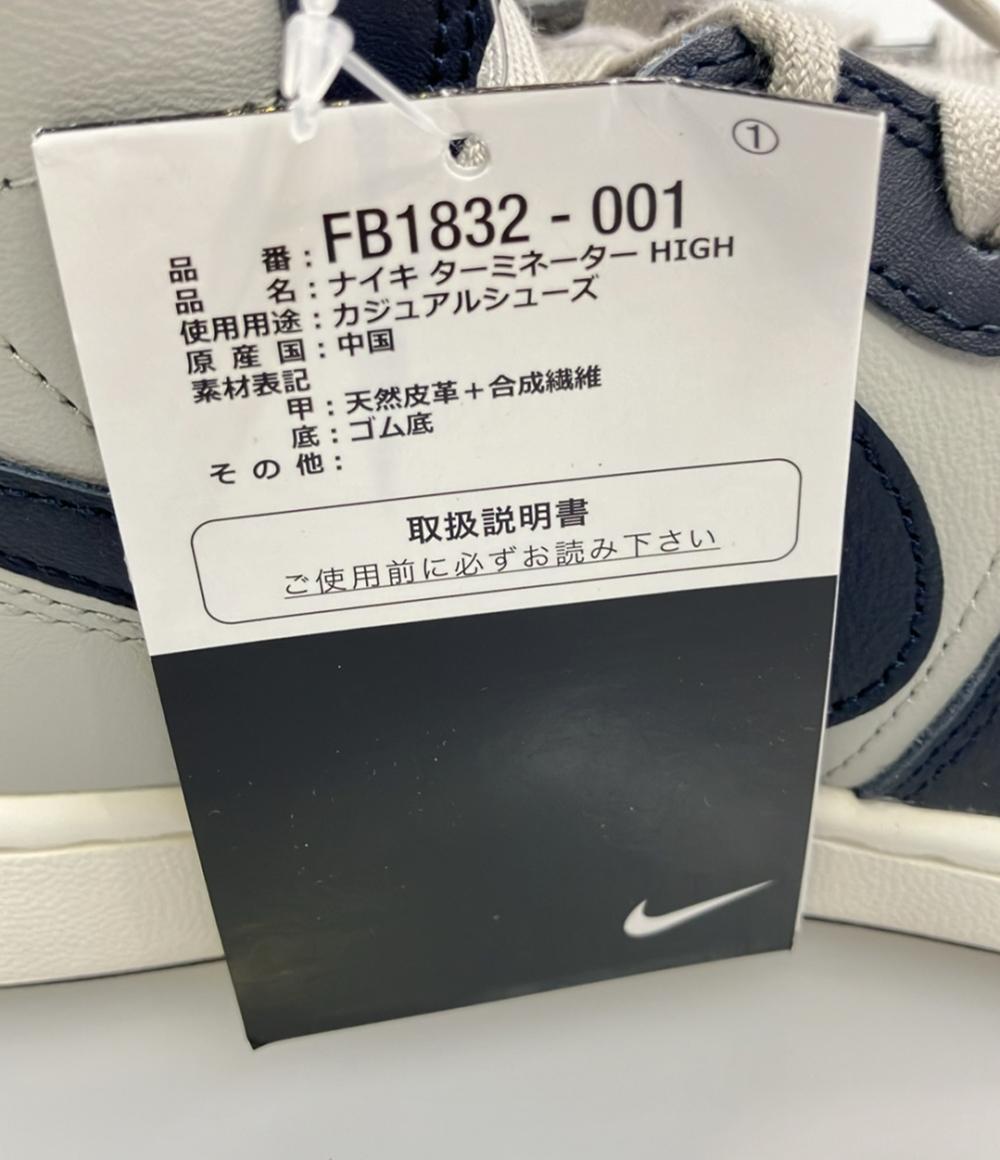 ①
品番：FB1832 - 001
品名：ナイキ ターミネーター HIGH
使用用途：カジュアルシューズ
原産国：中国
素材表記
甲：天然皮革＋合成繊維
底：ゴム底
その他：
取扱説明書
ご使用前に必ずお読み下さい